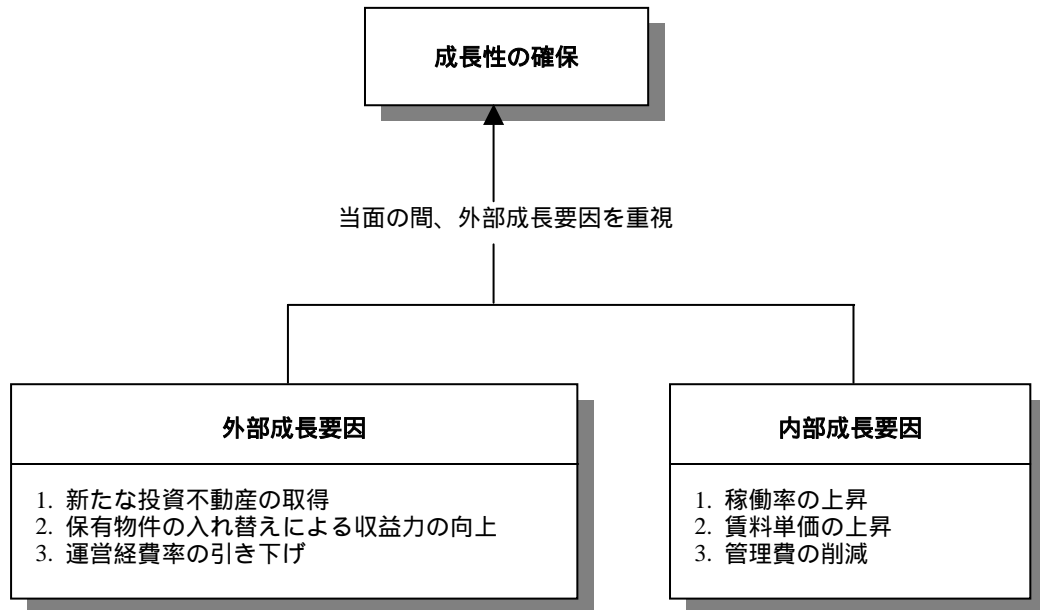 成長性の確保
当面の間、外部成長要因を重視
外部成長要因
1. 新たな投資不動産の取得
2. 保有物件の入れ替えによる収益力の向上
3. 運営経費率の引き下げ
内部成長要因
1. 稼働率の上昇
2. 賃料単価の上昇
3. 管理費の削減